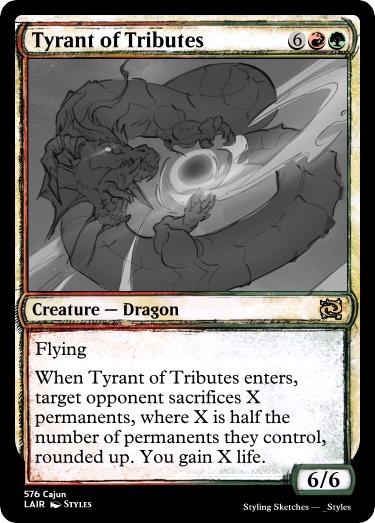 Tyrant of Tributes 6
Creature — Dragon
Flying
When Tyrant of Tributes enters,
target opponent sacrifices X
permanents, where X is half the
number of permanents they control,
rounded up. You gain X life.
6/6
576 Cajun
LAIR STYLES
Styling Sketches — _Styles